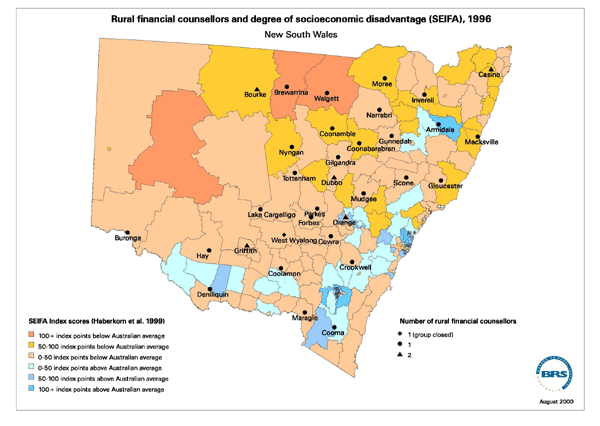 Rural financial counsellors and degree of socioeconomic disadvantage (SEIFA), 1996
New South Wales
Moree
Casino
Bourke
Brewarrina
Walgett
Inverell
Narrabri
Armidale
Coonamble
Gunnedah
Macksville
Coonabarabran
Nyngan
Gilgandra
Tottenham
Dubbo
Scone
Gloucester
Mudgee
Lake Cargelligo
Parkes
Forbes
Orange
Buronga
West Wyalong
Cowra
Hay
Griffith
Coolamon
Crookwell
Deniliquin
Maragle
Cooma
SEIFA Index scores (Haberkorn et al. 1999)
100+ index points below Australian average
50-100 index points below Australian average
0-50 index points below Australian average
0-50 index points above Australian average
50-100 index points above Australian average
100+ index points above Australian average
Number of rural financial counsellors
1 (group closed)
1
2
BRS
August 2000